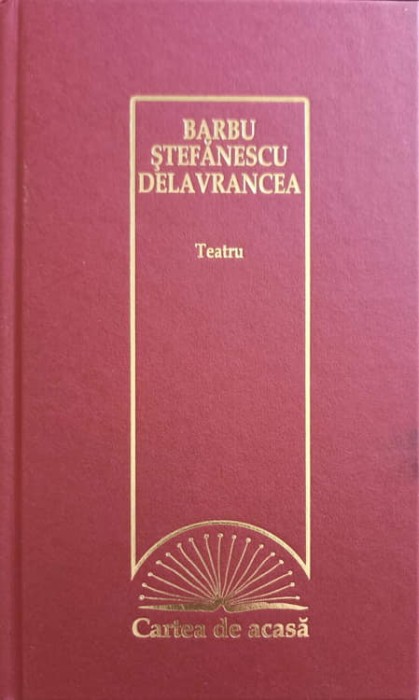 BARBU
ŞTEFĂNESCU
DELAVRANCEA
Teatru
Cartea de acasă